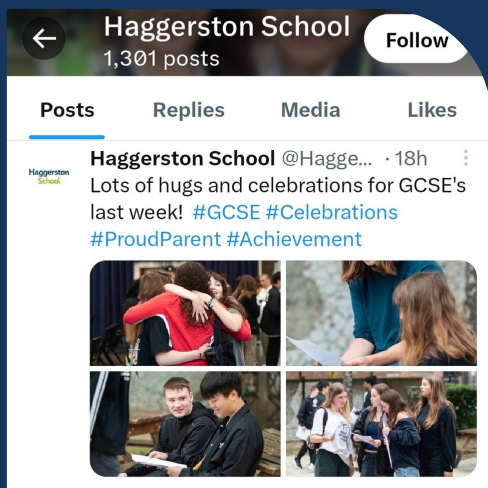 Haggerston School
1,301 posts
Follow
Posts Replies Media Likes
Haggerston
School
Haggerston School @Hagge... · 18h
Lots of hugs and celebrations for GCSE's
last week! #GCSE #Celebrations
#ProudParent #Achievement